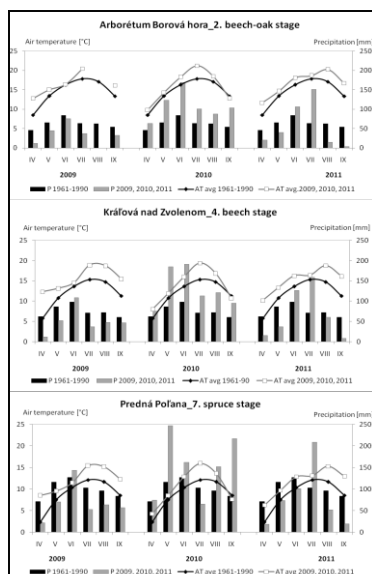 Arborétum Borová hora_2. beech-oak stage
Air temperature [°C] Precipitation [mm]
25 250
20 200
15 150
10 100
5 50
0 0
IV V VI VII VIII IX IV V VI VII VIII IX IV V VI VII VIII IX
2009 2010 2011
P 1961-1990 P 2009, 2010, 2011 AT avg 1961-1990 AT avg.2009, 2010, 2011
Kráľová nad Zvolenom_4. beech stage
Air temperature [°C] Precipitation [mm]
25 250
20 200
15 150
10 100
5 50
0 0
IV V VI VII VIII IX IV V VI VII VIII IX IV V VI VII VIII IX
2009 2010 2011
P 1961-1990 P 2009, 2010, 2011 AT avg 1961-90 AT avg 2009, 2010, 2011
Predná Poľana_7. spruce stage
Air temperature [°C] Precipitation [mm]
25 250
20 200
15 150
10 100
5 50
0 0
IV V VI VII VIII IX IV V VI VII VIII IX IV V VI VII VIII IX
2009 2010 2011
P 1961-1990 P 2009, 2010, 2011 AT avg 1961-1990 AT avg 2009, 2010, 2011